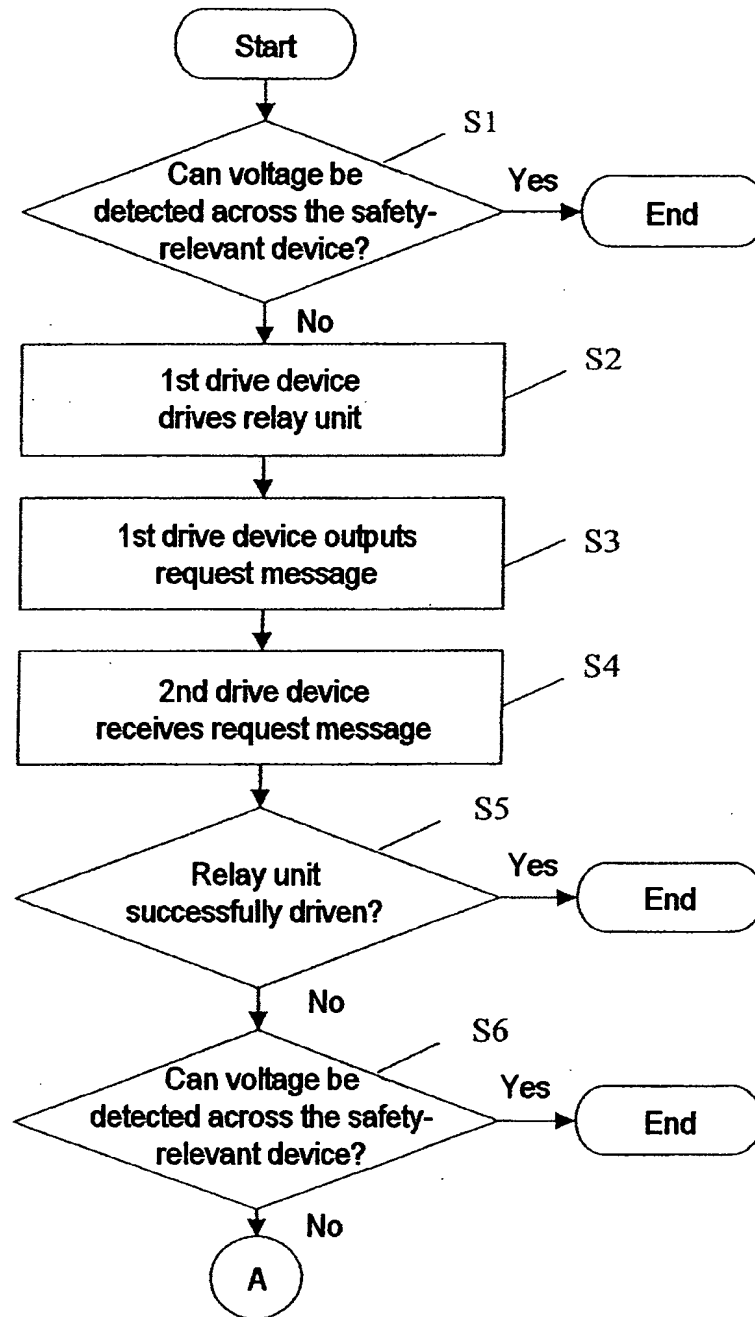 Start
S1
Can voltage be
detected across the safety-
relevant device?
Yes
End
No
1st drive device
drives relay unit
S2
1st drive device outputs
request message
S3
2nd drive device
receives request message
S4
S5
Relay unit
successfully driven?
Yes
End
No
S6
Can voltage be
detected across the safety-
relevant device?
Yes
End
No
A